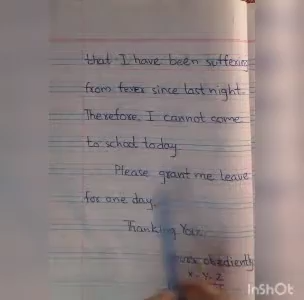 that I have been suffering
from fever since last night.
Therefore, I cannot come
to school today
Please grant me leave
for one day.
Thanking You.
obediently
X.Y.Z
InShOt